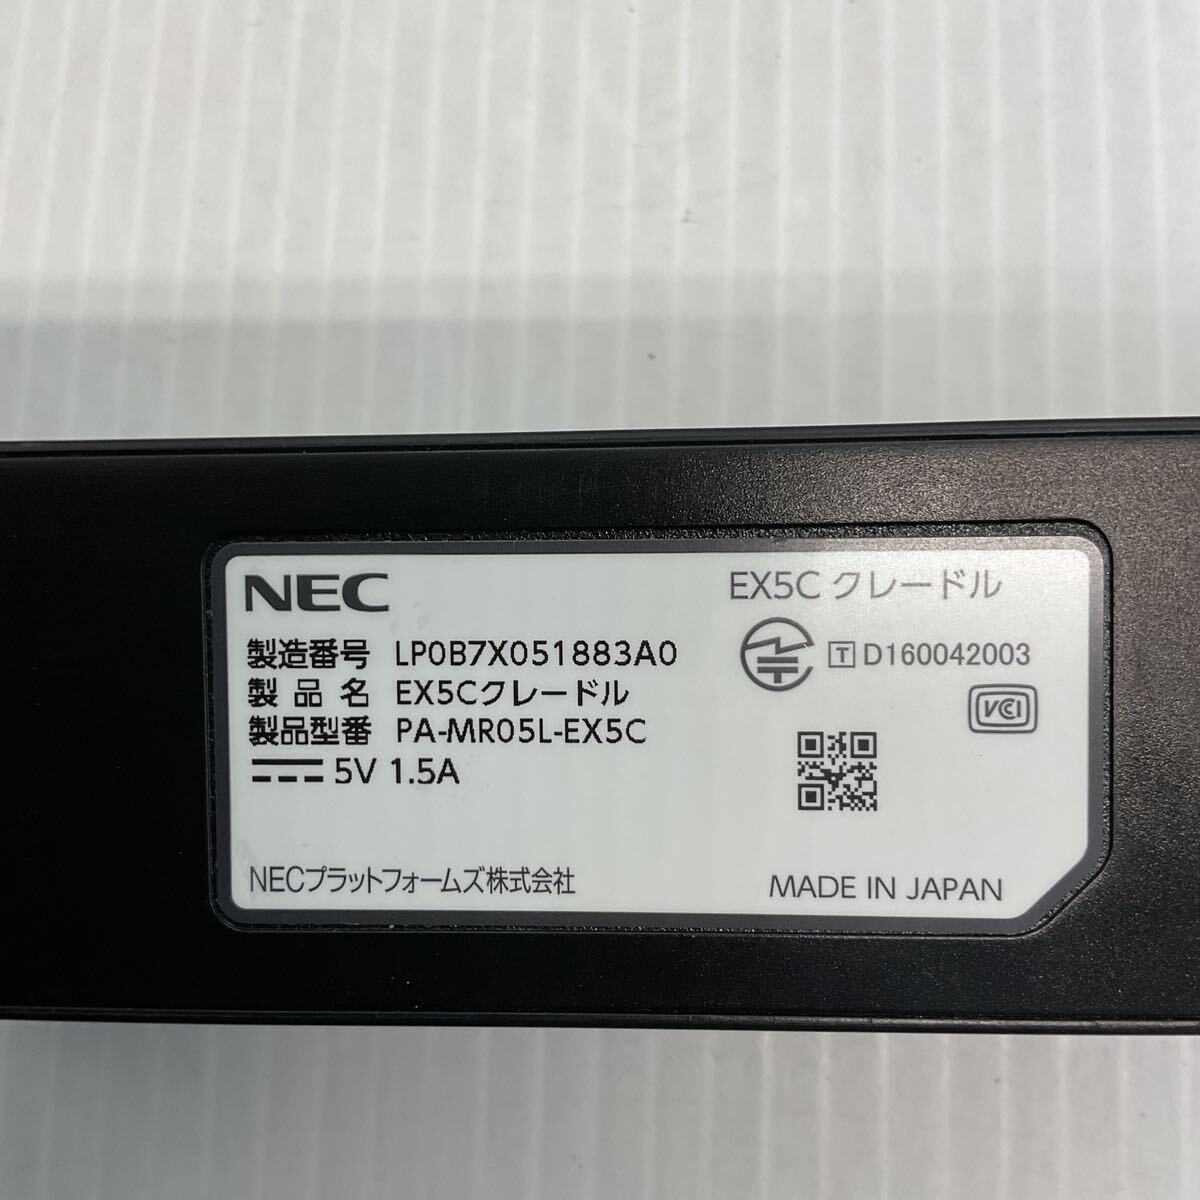 NEC
EX5C クレードル
製造番号 LP0B7X051883A0
T D160042003
製品名 EX5Cクレードル
VCI
製品型番 PA-MR05L-EX5C
5V 1.5A
NECプラットフォームズ株式会社
MADE IN JAPAN